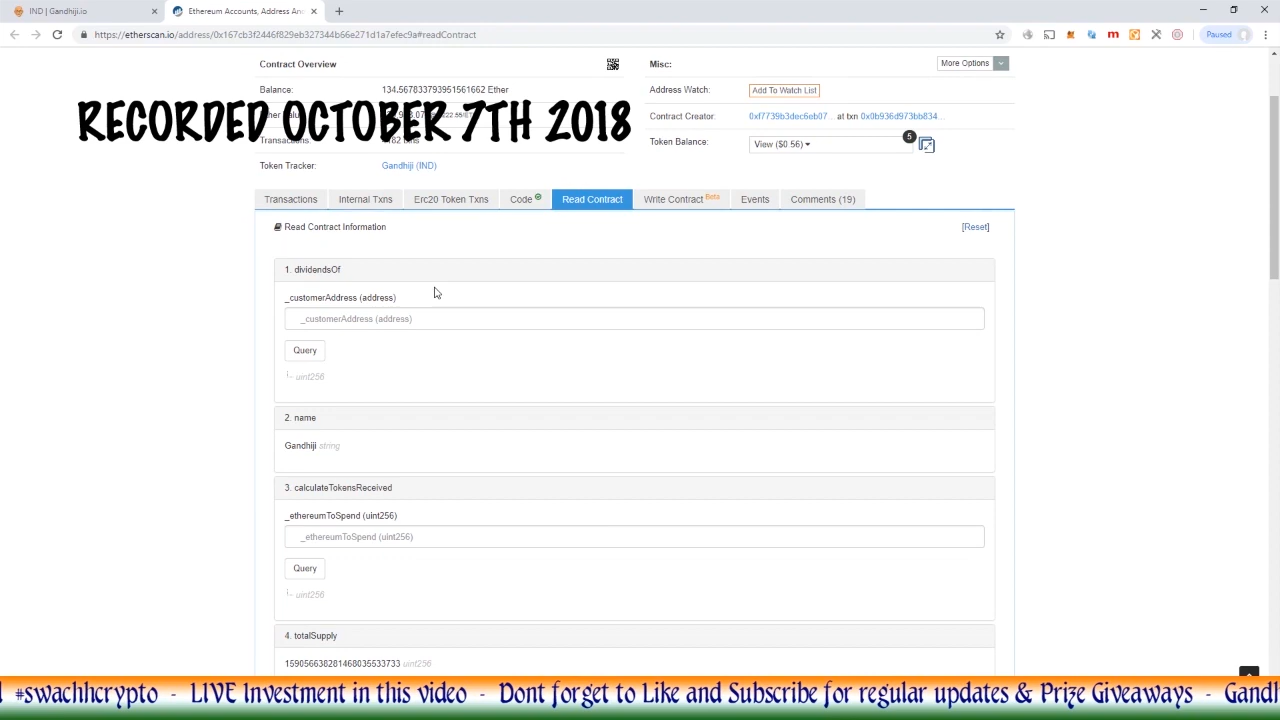 IND | Gandhiji.io
Ethereum Accounts, Address An
https://etherscan.io/address/0x167cb3f2446f829eb327344b66e271d1a7efec9a#readContract
Paused
Contract Overview
Misc:
More Options
Balance:
134.567833793951561662 Ether
Address Watch:
Add To Watch List
RECORDED OCTOBER 7TH 2018
Contract Creator:
0xf7739b3dec6eb07... at txn 0x0b936d973bb834...
Transactions:
Token Balance:
View ($0.56)
5
Token Tracker:
Gandhiji (IND)
Transactions
Internal Txns
Erc20 Token Txns
Code
Read Contract
Write Contract Beta
Events
Comments (19)
Read Contract Information
[Reset]
1. dividendsOf
_customerAddress (address)
_customerAddress (address)
Query
uint256
2. name
Gandhiji string
3. calculateTokensReceived
_ethereumToSpend (uint256)
_ethereumToSpend (uint256)
Query
uint256
4. totalSupply
159056638281468035533733 uint256
#swachhcrypto - LIVE Investment in this video - Dont forget to Like and Subscribe for regular updates & Prize Giveaways - Gandh